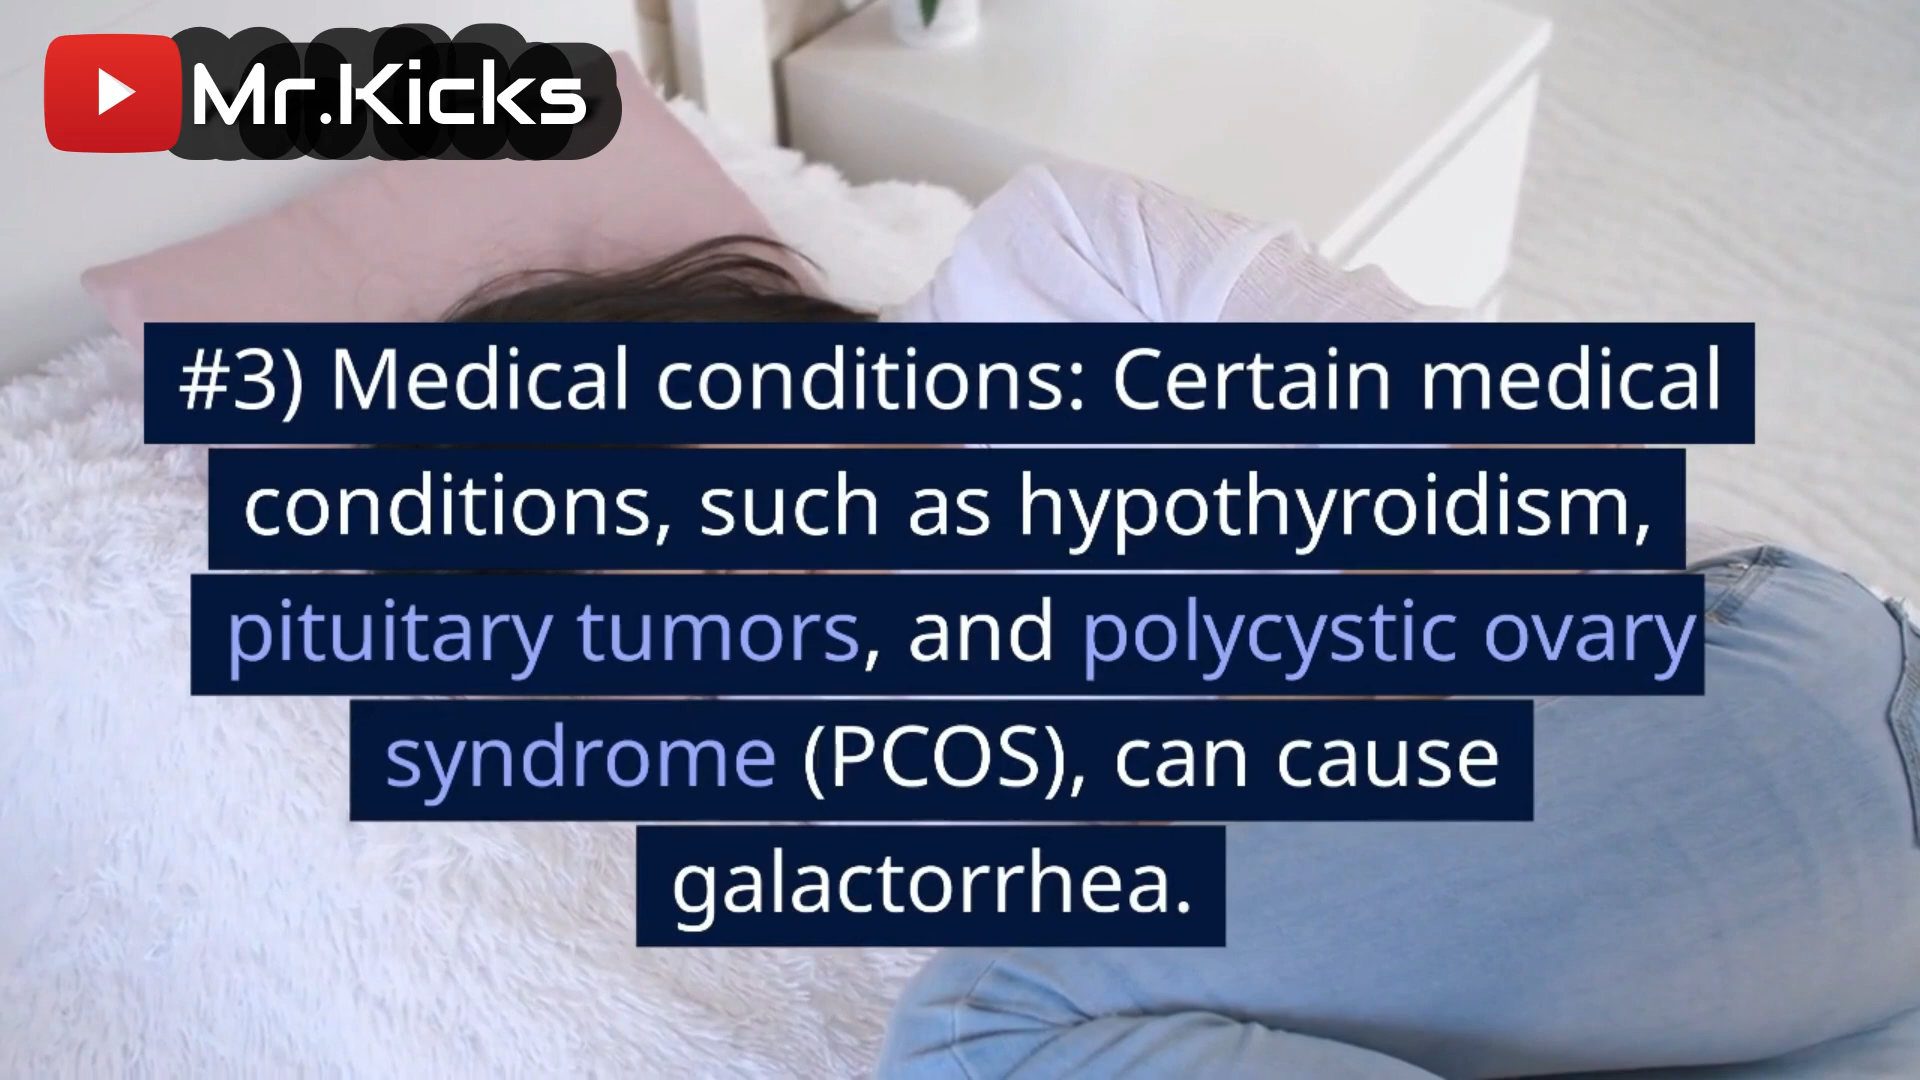 Mr.Kicks
#3) Medical conditions: Certain medical
conditions, such as hypothyroidism,
pituitary tumors, and polycystic ovary
syndrome (PCOS), can cause
galactorrhea.